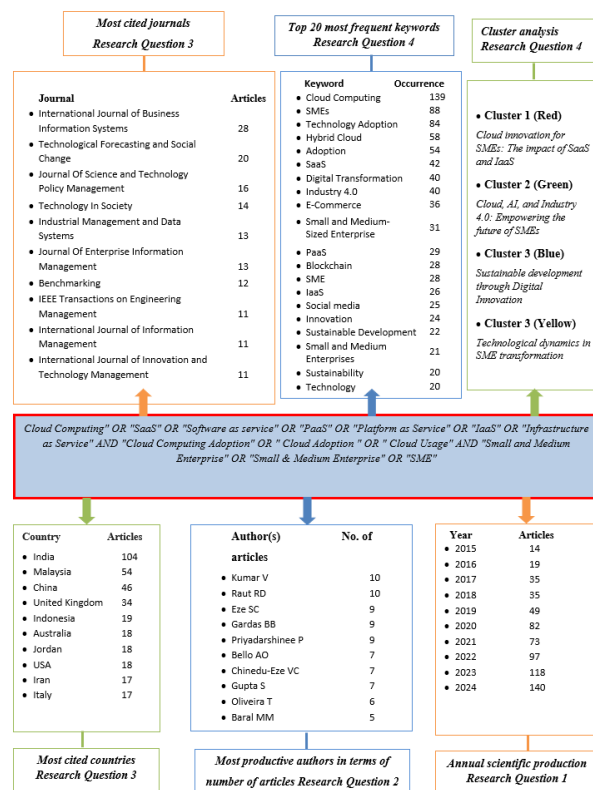 Most cited journals
Research Question 3
Top 20 most frequent keywords
Research Question 4
Cluster analysis
Research Question 4
Journal Articles
• International Journal of Business
Information Systems 28
• Technological Forecasting and Social
Change 20
• Journal Of Science and Technology
Policy Management 16
• Technology In Society 14
• Industrial Management and Data
Systems 13
• Journal Of Enterprise Information
Management 13
• Benchmarking 12
• IEEE Transactions on Engineering
Management 11
• International Journal of Information
Management 11
• International Journal of Innovation and
Technology Management 11
Keyword Occurrence
• Cloud Computing 139
• SMEs 88
• Technology Adoption 84
• Hybrid Cloud 58
• Adoption 54
• SaaS 42
• Digital Transformation 40
• Industry 4.0 40
• E-Commerce 36
• Small and Medium-
Sized Enterprise 31
• PaaS 29
• Blockchain 28
• SME 28
• IaaS 26
• Social media 25
• Innovation 24
• Sustainable Development 22
• Small and Medium
Enterprises 21
• Sustainability 20
• Technology 20
• Cluster 1 (Red)
Cloud innovation for
SMEs: The impact of SaaS
and IaaS
• Cluster 2 (Green)
Cloud, AI, and Industry
4.0: Empowering the
future of SMEs
• Cluster 3 (Blue)
Sustainable development
through Digital
Innovation
• Cluster 3 (Yellow)
Technological dynamics in
SME transformation
Cloud Computing" OR "SaaS" OR "Software as service" OR "PaaS" OR "Platform as Service" OR "IaaS" OR "Infrastructure
as Service" AND "Cloud Computing Adoption" OR " Cloud Adoption " OR " Cloud Usage" AND "Small and Medium
Enterprise" OR "Small & Medium Enterprise" OR "SME"
Country Articles
• India 104
• Malaysia 54
• China 46
• United Kingdom 34
• Indonesia 19
• Australia 18
• Jordan 18
• USA 18
• Iran 17
• Italy 17
Author(s) No. of
articles
• Kumar V 10
• Raut RD 10
• Eze SC 9
• Gardas BB 9
• Priyadarshinee P 9
• Bello AO 7
• Chinedu-Eze VC 7
• Gupta S 7
• Oliveira T 6
• Baral MM 5
Year Articles
• 2015 14
• 2016 19
• 2017 35
• 2018 35
• 2019 49
• 2020 82
• 2021 73
• 2022 97
• 2023 118
• 2024 140
Most cited countries
Research Question 3
Most productive authors in terms of
number of articles Research Question 2
Annual scientific production
Research Question 1